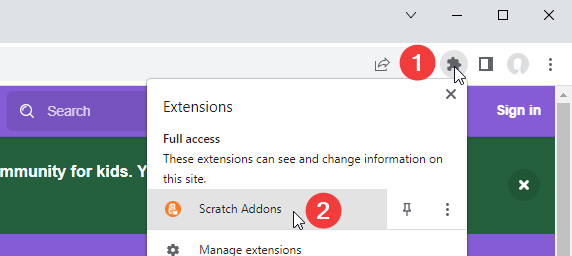 1
Extensions
Search
Sign in
Full access
These extensions can see and change information on
this site.
mmunity for kids. Y
Scratch Addons
2
Manage extensions